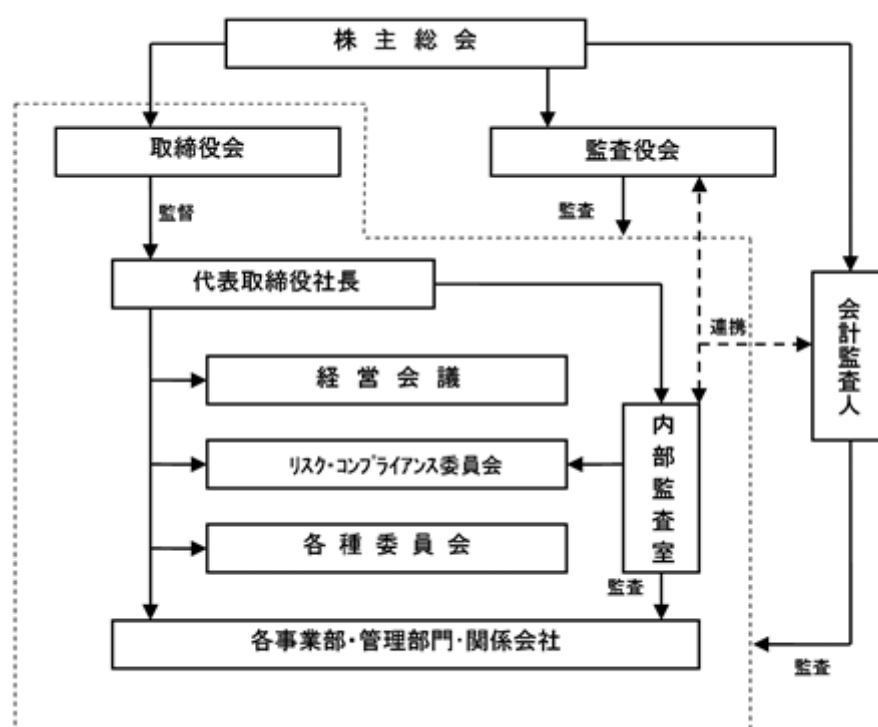 株主総会
取締役会
監査役会
監督
監査
代表取締役社長
連携
会計監査人
経営会議
内部監査室
リスク・コンプライアンス委員会
各種委員会
監査
各事業部・管理部門・関係会社
監査